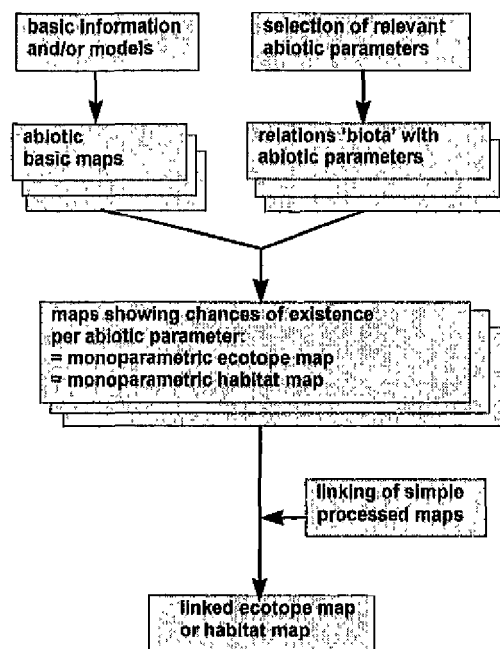 basic information
and/or models
selection of relevant
abiotic parameters
abiotic
basic maps
relations 'biota' with
abiotic parameters
maps showing chances of existence
per abiotic parameter:
= monoparametric ecotope map
= monoparametric habitat map
linking of simple
processed maps
linked ecotope map
or habitat map